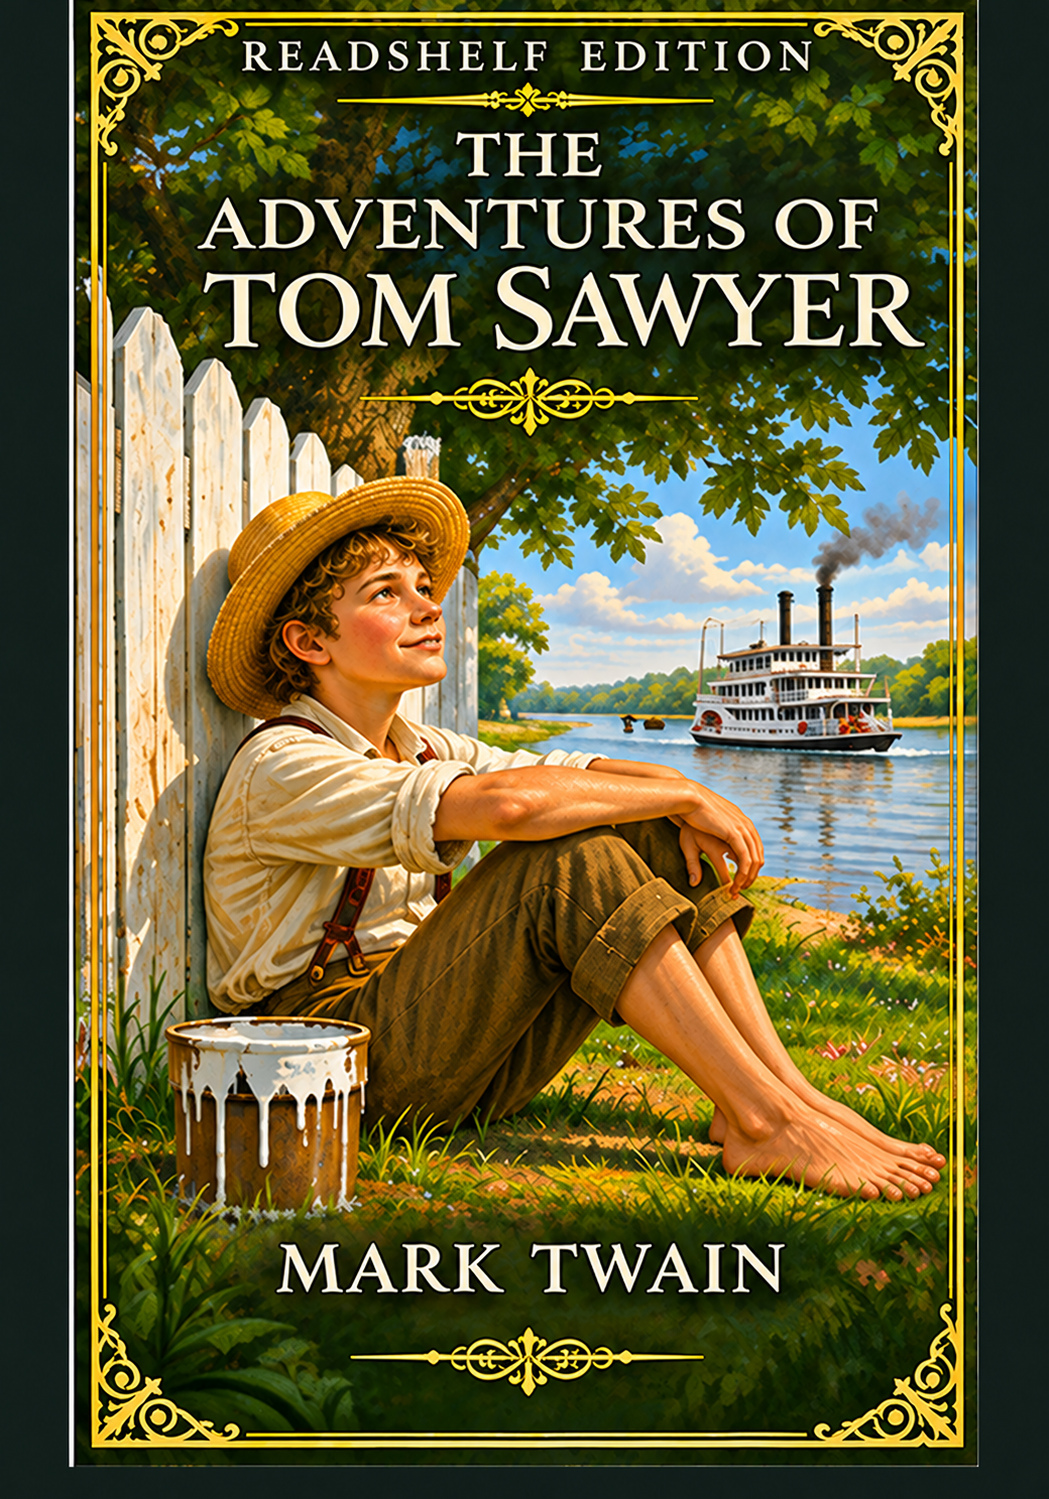 READSHELF EDITION
THE
ADVENTURES OF
TOM SAWYER
MARK TWAIN